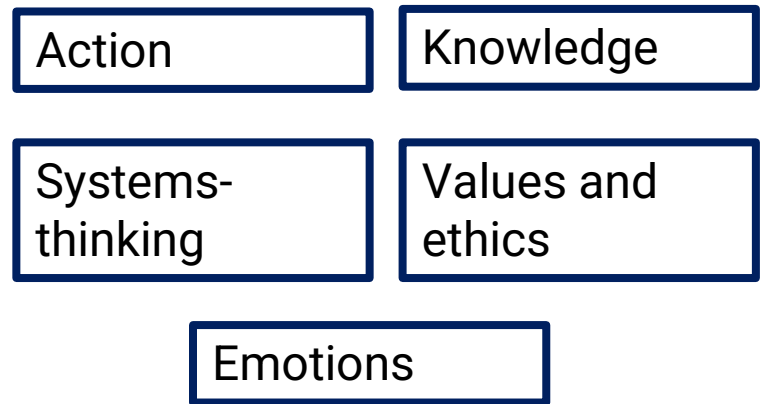 Action
Knowledge
Systems-
thinking
Values and
ethics
Emotions